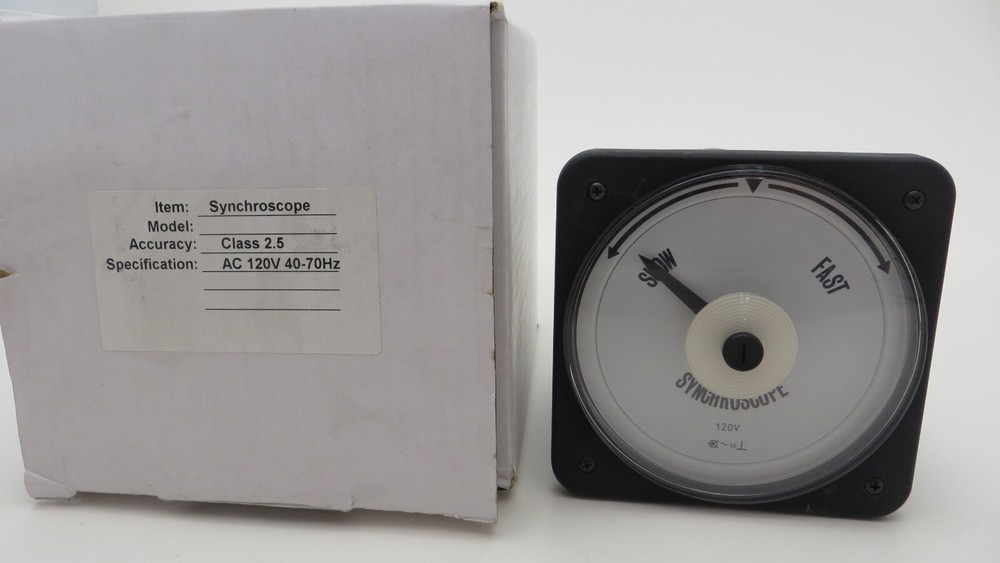 Item: Synchroscope
Model:
Accuracy: Class 2.5
Specification: AC 120V 40-70Hz
SLOW
FAST
SYNCHROSCOPE
120V